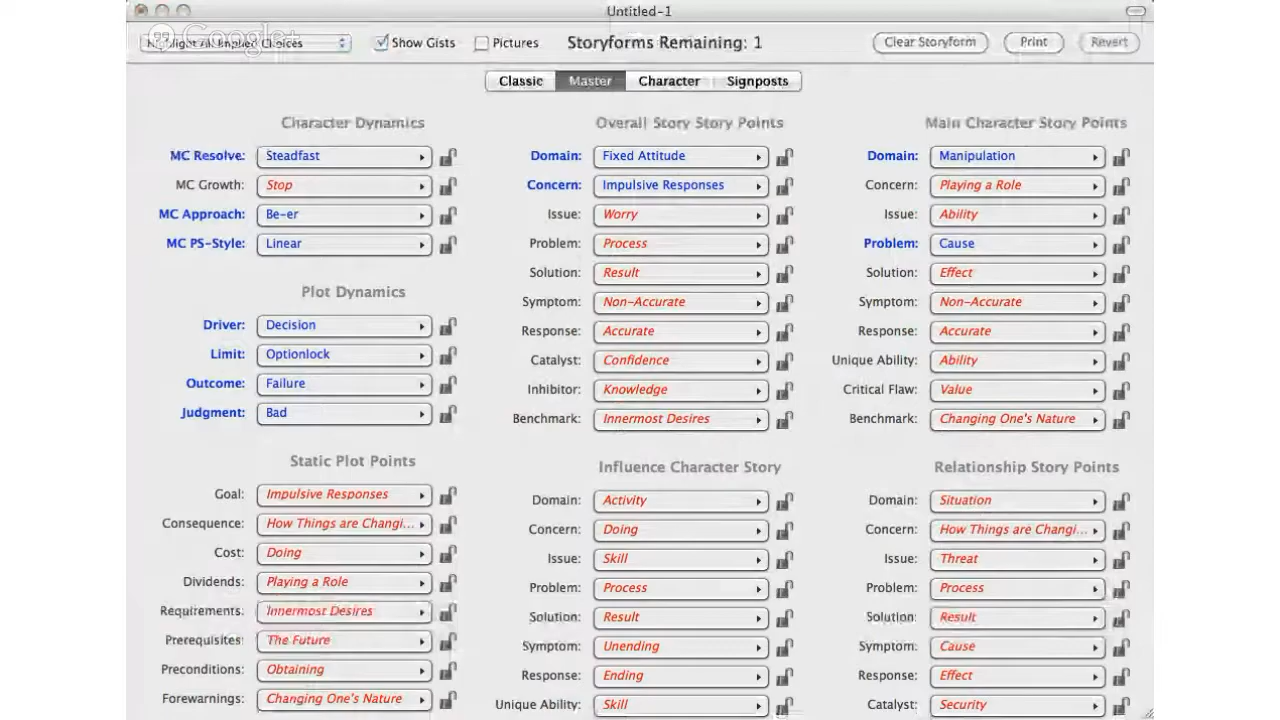 Untitled-1
Google+
Highlight All Implied Choices
Show Gists
Pictures
Storyforms Remaining: 1
Clear Storyform
Print
Revert
Classic
Master
Character
Signposts
Character Dynamics
MC Resolve: Steadfast
MC Growth: Stop
MC Approach: Be-er
MC PS-Style: Linear
Plot Dynamics
Driver: Decision
Limit: Optionlock
Outcome: Failure
Judgment: Bad
Static Plot Points
Goal: Impulsive Responses
Consequence: How Things are Changi...
Cost: Doing
Dividends: Playing a Role
Requirements: Innermost Desires
Prerequisites: The Future
Preconditions: Obtaining
Forewarnings: Changing One's Nature
Overall Story Story Points
Domain: Fixed Attitude
Concern: Impulsive Responses
Issue: Worry
Problem: Process
Solution: Result
Symptom: Non-Accurate
Response: Accurate
Catalyst: Confidence
Inhibitor: Knowledge
Benchmark: Innermost Desires
Influence Character Story
Domain: Activity
Concern: Doing
Issue: Skill
Problem: Process
Solution: Result
Symptom: Unending
Response: Ending
Unique Ability: Skill
Main Character Story Points
Domain: Manipulation
Concern: Playing a Role
Issue: Ability
Problem: Cause
Solution: Effect
Symptom: Non-Accurate
Response: Accurate
Unique Ability: Ability
Critical Flaw: Value
Benchmark: Changing One's Nature
Relationship Story Points
Domain: Situation
Concern: How Things are Changi...
Issue: Threat
Problem: Process
Solution: Result
Symptom: Cause
Response: Effect
Catalyst: Security